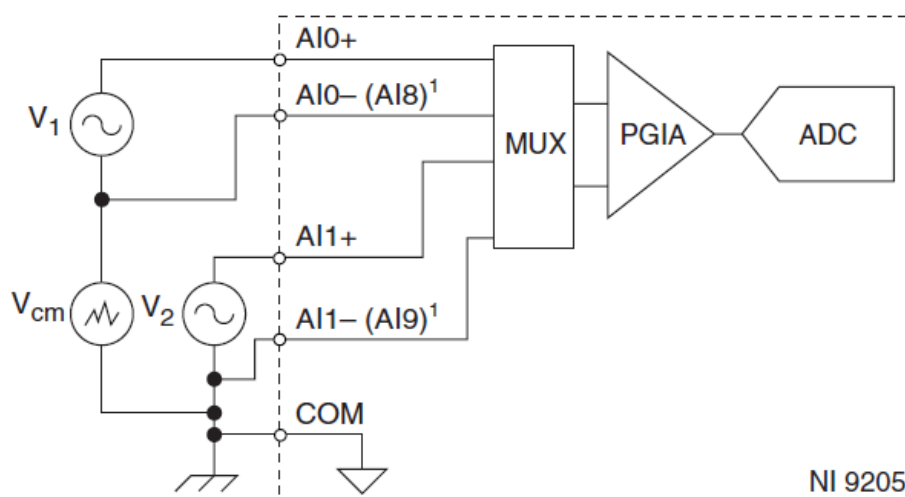 AI0+
AI0– (AI8)¹
V₁
MUX
PGIA
ADC
AI1+
Vcm
V₂
AI1– (AI9)¹
COM
NI 9205